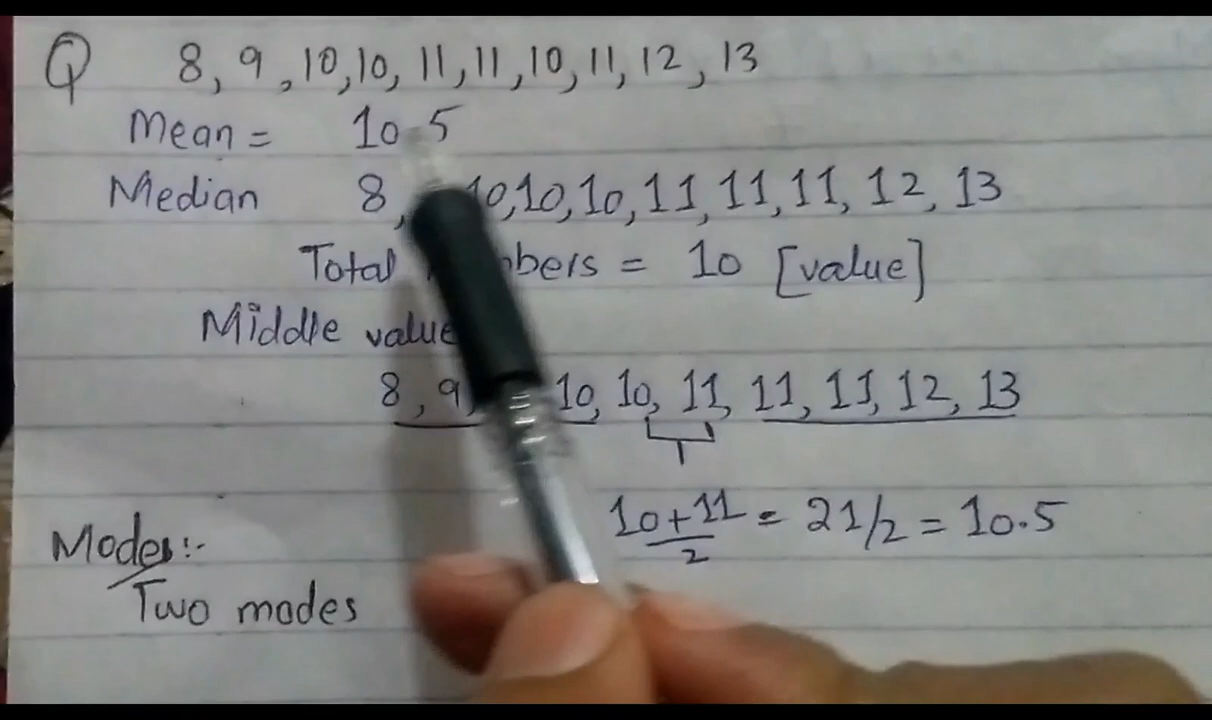 Q 8, 9, 10, 10, 11, 11, 10, 11, 12, 13
Mean = 10.5
Median 8, 10, 10, 10, 11, 11, 11, 12, 13
Total = 10 [value]
Middle value
8, 9, 10, 10, 11, 11, 11, 12, 13
10+11/2 = 21/2 = 10.5
Modes:-
Two modes